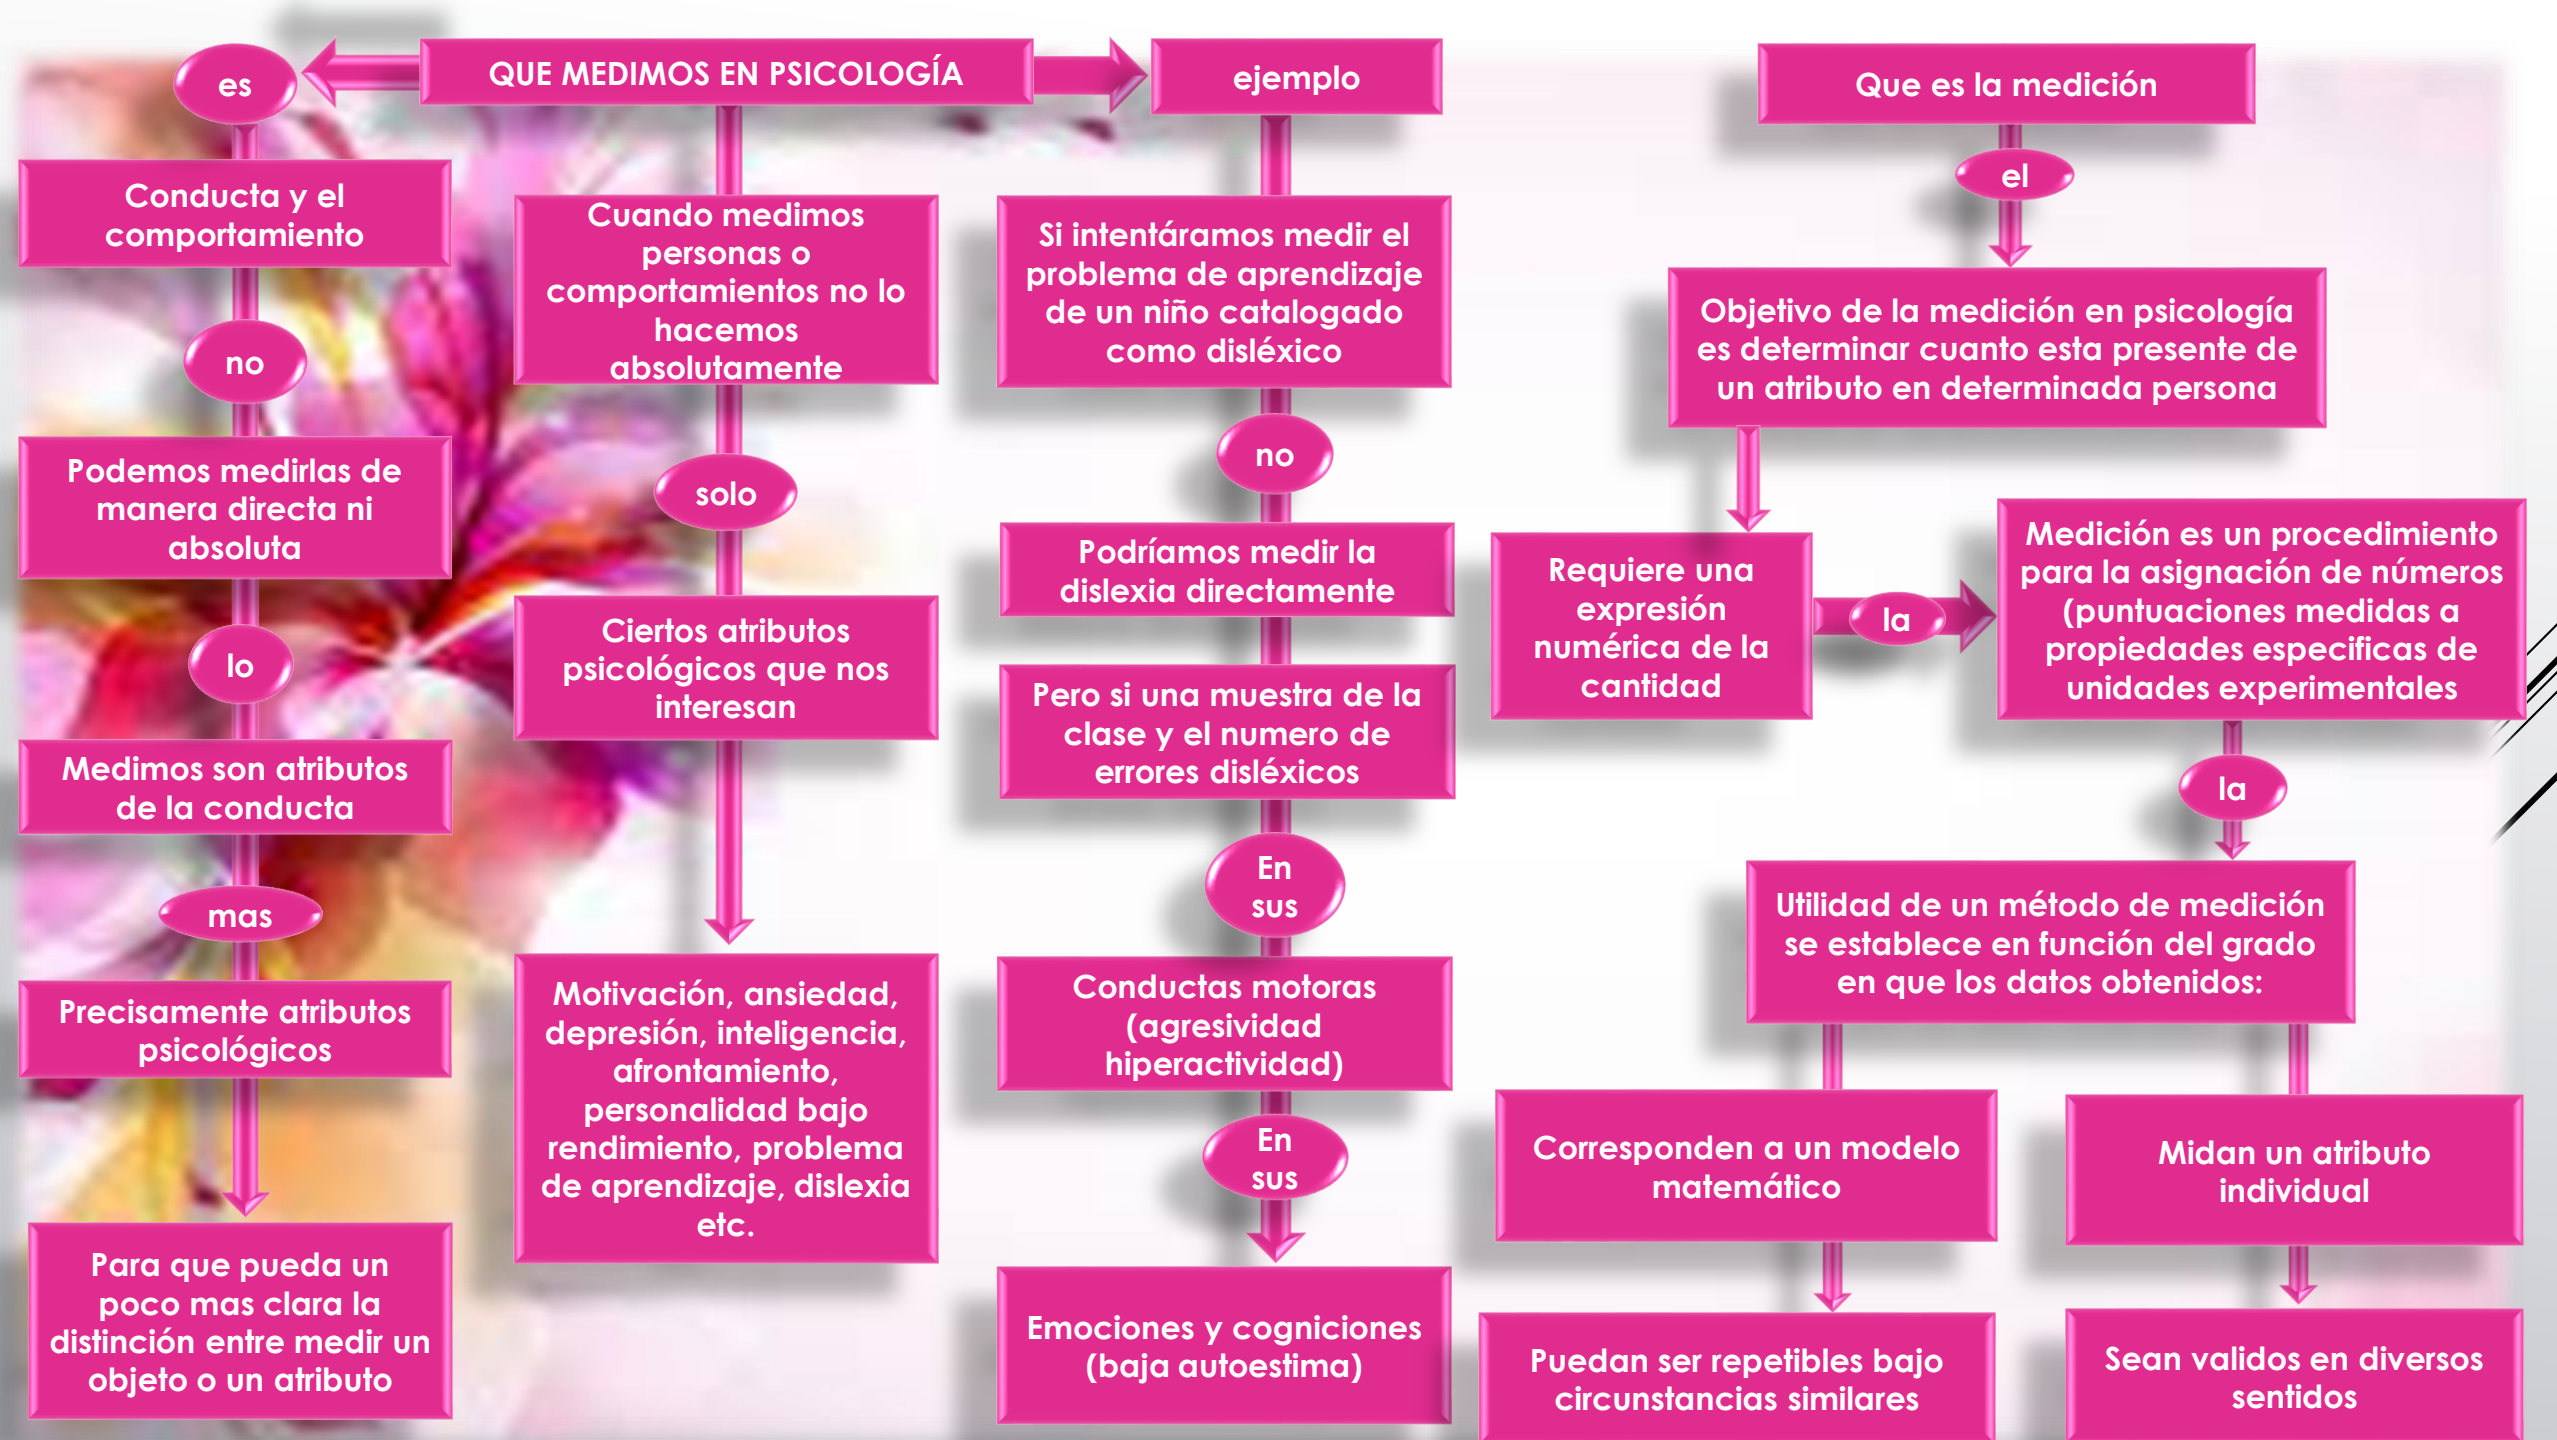 QUE MEDIMOS EN PSICOLOGÍA
es
Conducta y el
comportamiento
no
Podemos medirlas de
manera directa ni
absoluta
lo
Medimos son atributos
de la conducta
mas
Precisamente atributos
psicológicos
Para que pueda un
poco mas clara la
distinción entre medir un
objeto o un atributo
Cuando medimos
personas o
comportamientos no lo
hacemos
absolutamente
solo
Ciertos atributos
psicológicos que nos
interesan
Motivación, ansiedad,
depresión, inteligencia,
afrontamiento,
personalidad bajo
rendimiento, problema
de aprendizaje, dislexia
etc.
ejemplo
Si intentáramos medir el
problema de aprendizaje
de un niño catalogado
como disléxico
no
Podríamos medir la
dislexia directamente
Pero si una muestra de la
clase y el numero de
errores disléxicos
En
sus
Conductas motoras
(agresividad
hiperactividad)
En
sus
Emociones y cogniciones
(baja autoestima)
Que es la medición
el
Objetivo de la medición en psicología
es determinar cuanto esta presente de
un atributo en determinada persona
Requiere una
expresión
numérica de la
cantidad
la
Medición es un procedimiento
para la asignación de números
(puntuaciones medidas a
propiedades especificas de
unidades experimentales
la
Utilidad de un método de medición
se establece en función del grado
en que los datos obtenidos:
Corresponden a un modelo
matemático
Puedan ser repetibles bajo
circunstancias similares
Midan un atributo
individual
Sean validos en diversos
sentidos